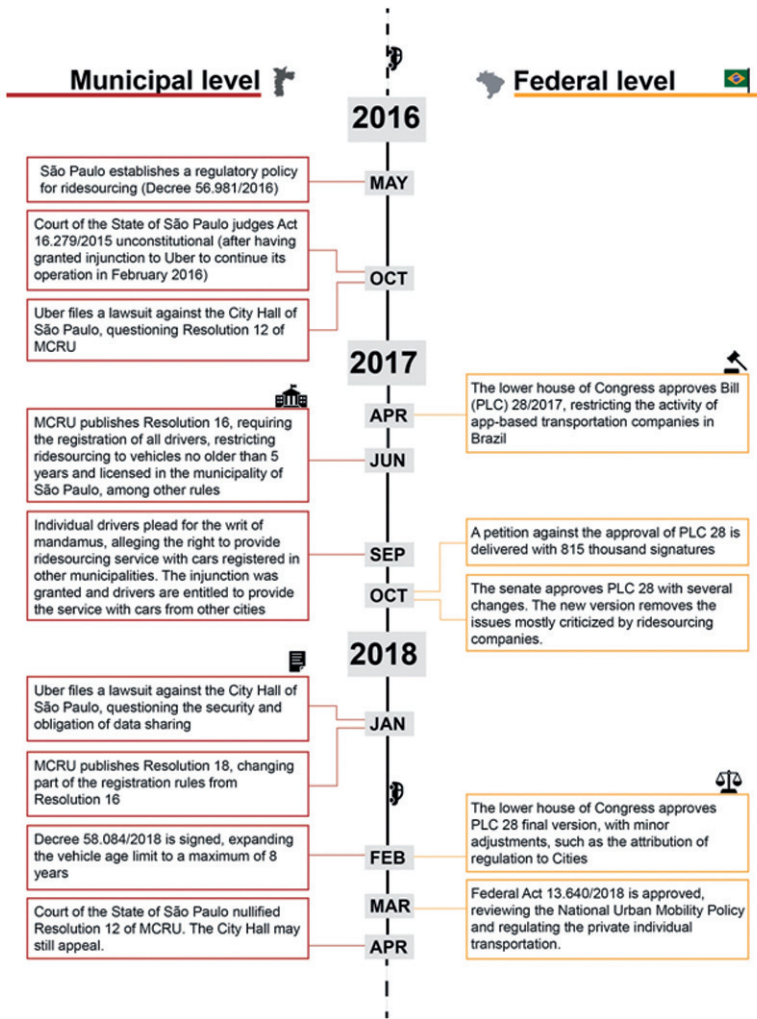 Municipal level
Federal level
2016
MAY
São Paulo establishes a regulatory policy
for ridesourcing (Decree 56.981/2016)
Court of the State of São Paulo judges Act
16.279/2015 unconstitutional (after having
granted injunction to Uber to continue its
operation in February 2016)
OCT
Uber files a lawsuit against the City Hall of
São Paulo, questioning Resolution 12 of
MCRU
2017
APR
The lower house of Congress approves Bill
(PLC) 28/2017, restricting the activity of
app-based transportation companies in
Brazil
MCRU publishes Resolution 16, requiring
the registration of all drivers, restricting
ridesourcing to vehicles no older than 5
years and licensed in the municipality of
São Paulo, among other rules
JUN
Individual drivers plead for the writ of
mandamus, alleging the right to provide
ridesourcing service with cars registered in
other municipalities. The injunction was
granted and drivers are entitled to provide
the service with cars from other cities
SEP
A petition against the approval of PLC 28 is
delivered with 815 thousand signatures
OCT
The senate approves PLC 28 with several
changes. The new version removes the
issues mostly criticized by ridesourcing
companies.
2018
Uber files a lawsuit against the City Hall of
São Paulo, questioning the security and
obligation of data sharing
JAN
MCRU publishes Resolution 18, changing
part of the registration rules from
Resolution 16
Decree 58.084/2018 is signed, expanding
the vehicle age limit to a maximum of 8
years
FEB
The lower house of Congress approves
PLC 28 final version, with minor
adjustments, such as the attribution of
regulation to Cities
MAR
Federal Act 13.640/2018 is approved,
reviewing the National Urban Mobility Policy
and regulating the private individual
transportation.
Court of the State of São Paulo nullified
Resolution 12 of MCRU. The City Hall may
still appeal.
APR